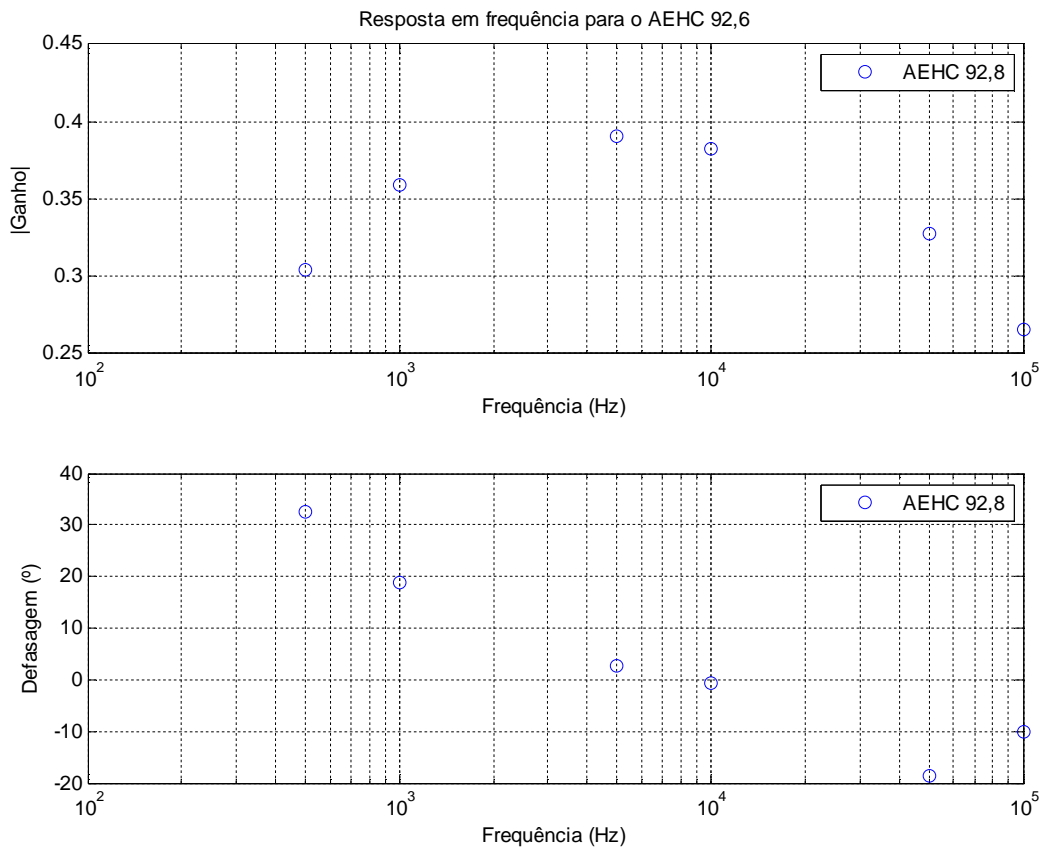 Resposta em frequência para o AEHC 92,6
0.45
0.4
0.35
0.3
0.25
|Ganho|
AEHC 92,8
10^2
10^3
10^4
10^5
Frequência (Hz)
40
30
20
10
0
-10
-20
Defasagem (º)
AEHC 92,8
10^2
10^3
10^4
10^5
Frequência (Hz)